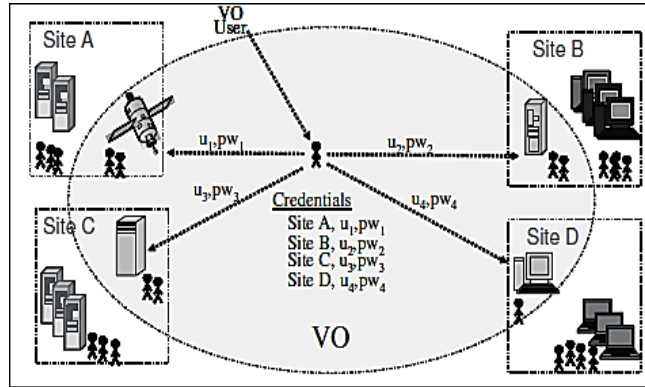 VO
User
Site A
Site B
u₁,pw₁
u₂,pw₂
u₃,pw₃
u₄,pw₄
Credentials
Site A, u₁,pw₁
Site B, u₂,pw₂
Site C, u₃,pw₃
Site D, u₄,pw₄
Site C
Site D
VO